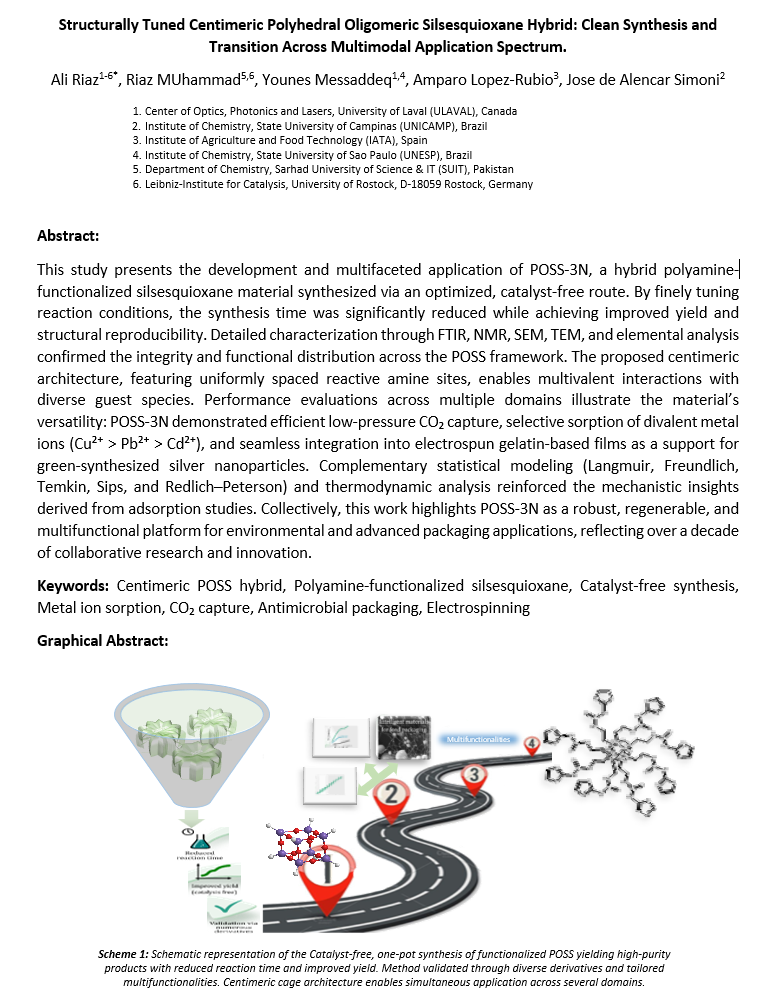 Structurally Tuned Centimeric Polyhedral Oligomeric Silsesquioxane Hybrid: Clean Synthesis and
Transition Across Multimodal Application Spectrum.
Ali Riaz¹⁻⁶*, Riaz MUhammad⁵,⁶, Younes Messaddeq¹,⁴, Amparo Lopez-Rubio³, Jose de Alencar Simoni²
1. Center of Optics, Photonics and Lasers, University of Laval (ULAVAL), Canada
2. Institute of Chemistry, State University of Campinas (UNICAMP), Brazil
3. Institute of Agriculture and Food Technology (IATA), Spain
4. Institute of Chemistry, State University of Sao Paulo (UNESP), Brazil
5. Department of Chemistry, Sarhad University of Science & IT (SUIT), Pakistan
6. Leibniz-Institute for Catalysis, University of Rostock, D-18059 Rostock, Germany
Abstract:
This study presents the development and multifaceted application of POSS-3N, a hybrid polyamine-
functionalized silsesquioxane material synthesized via an optimized, catalyst-free route. By finely tuning
reaction conditions, the synthesis time was significantly reduced while achieving improved yield and
structural reproducibility. Detailed characterization through FTIR, NMR, SEM, TEM, and elemental analysis
confirmed the integrity and functional distribution across the POSS framework. The proposed centimeric
architecture, featuring uniformly spaced reactive amine sites, enables multivalent interactions with
diverse guest species. Performance evaluations across multiple domains illustrate the material’s
versatility: POSS-3N demonstrated efficient low-pressure CO₂ capture, selective sorption of divalent metal
ions (Cu²⁺ > Pb²⁺ > Cd²⁺), and seamless integration into electrospun gelatin-based films as a support for
green-synthesized silver nanoparticles. Complementary statistical modeling (Langmuir, Freundlich,
Temkin, Sips, and Redlich–Peterson) and thermodynamic analysis reinforced the mechanistic insights
derived from adsorption studies. Collectively, this work highlights POSS-3N as a robust, regenerable, and
multifunctional platform for environmental and advanced packaging applications, reflecting over a decade
of collaborative research and innovation.
Keywords: Centimeric POSS hybrid, Polyamine-functionalized silsesquioxane, Catalyst-free synthesis,
Metal ion sorption, CO₂ capture, Antimicrobial packaging, Electrospinning
Graphical Abstract:
Intelligent materials
for food packaging
Multifunctionalities
4
3
2
1
Reduced
reaction time
Improved yield
(catalysis free)
Validation via
numerous
derivatives
Scheme 1: Schematic representation of the Catalyst-free, one-pot synthesis of functionalized POSS yielding high-purity
products with reduced reaction time and improved yield. Method validated through diverse derivatives and tailored
multifunctionalities. Centimeric cage architecture enables simultaneous application across several domains.